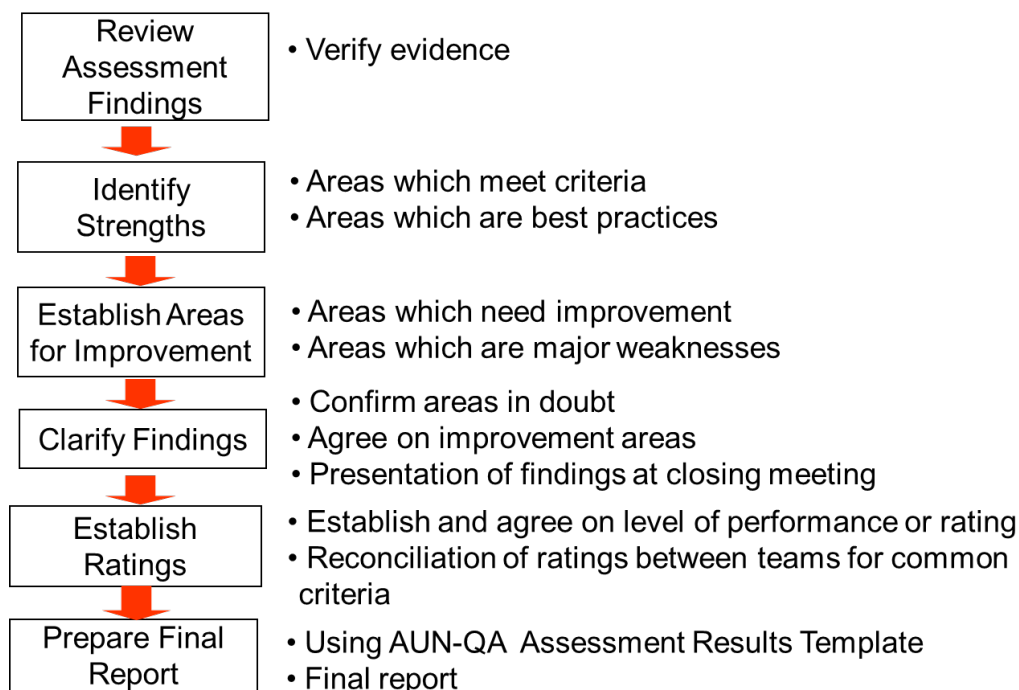 Review
Assessment
Findings
• Verify evidence
Identify
Strengths
• Areas which meet criteria
• Areas which are best practices
Establish Areas
for Improvement
• Areas which need improvement
• Areas which are major weaknesses
Clarify Findings
• Confirm areas in doubt
• Agree on improvement areas
• Presentation of findings at closing meeting
Establish
Ratings
• Establish and agree on level of performance or rating
• Reconciliation of ratings between teams for common
criteria
Prepare Final
Report
• Using AUN-QA Assessment Results Template
• Final report